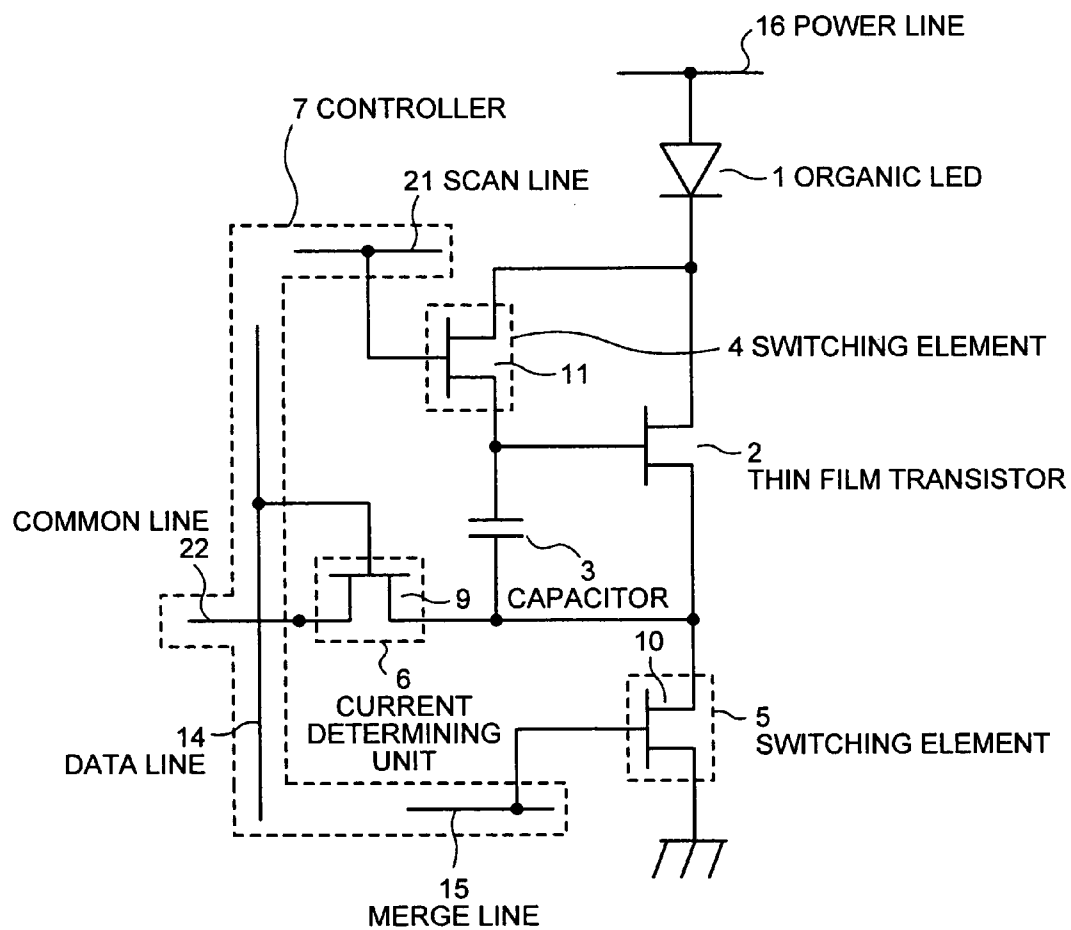 16 POWER LINE
7 CONTROLLER
21 SCAN LINE
1 ORGANIC LED
4 SWITCHING ELEMENT
11
2
THIN FILM TRANSISTOR
COMMON LINE
22
3
CAPACITOR
9
10
6
CURRENT
DETERMINING
UNIT
5
SWITCHING ELEMENT
14
DATA LINE
15
MERGE LINE